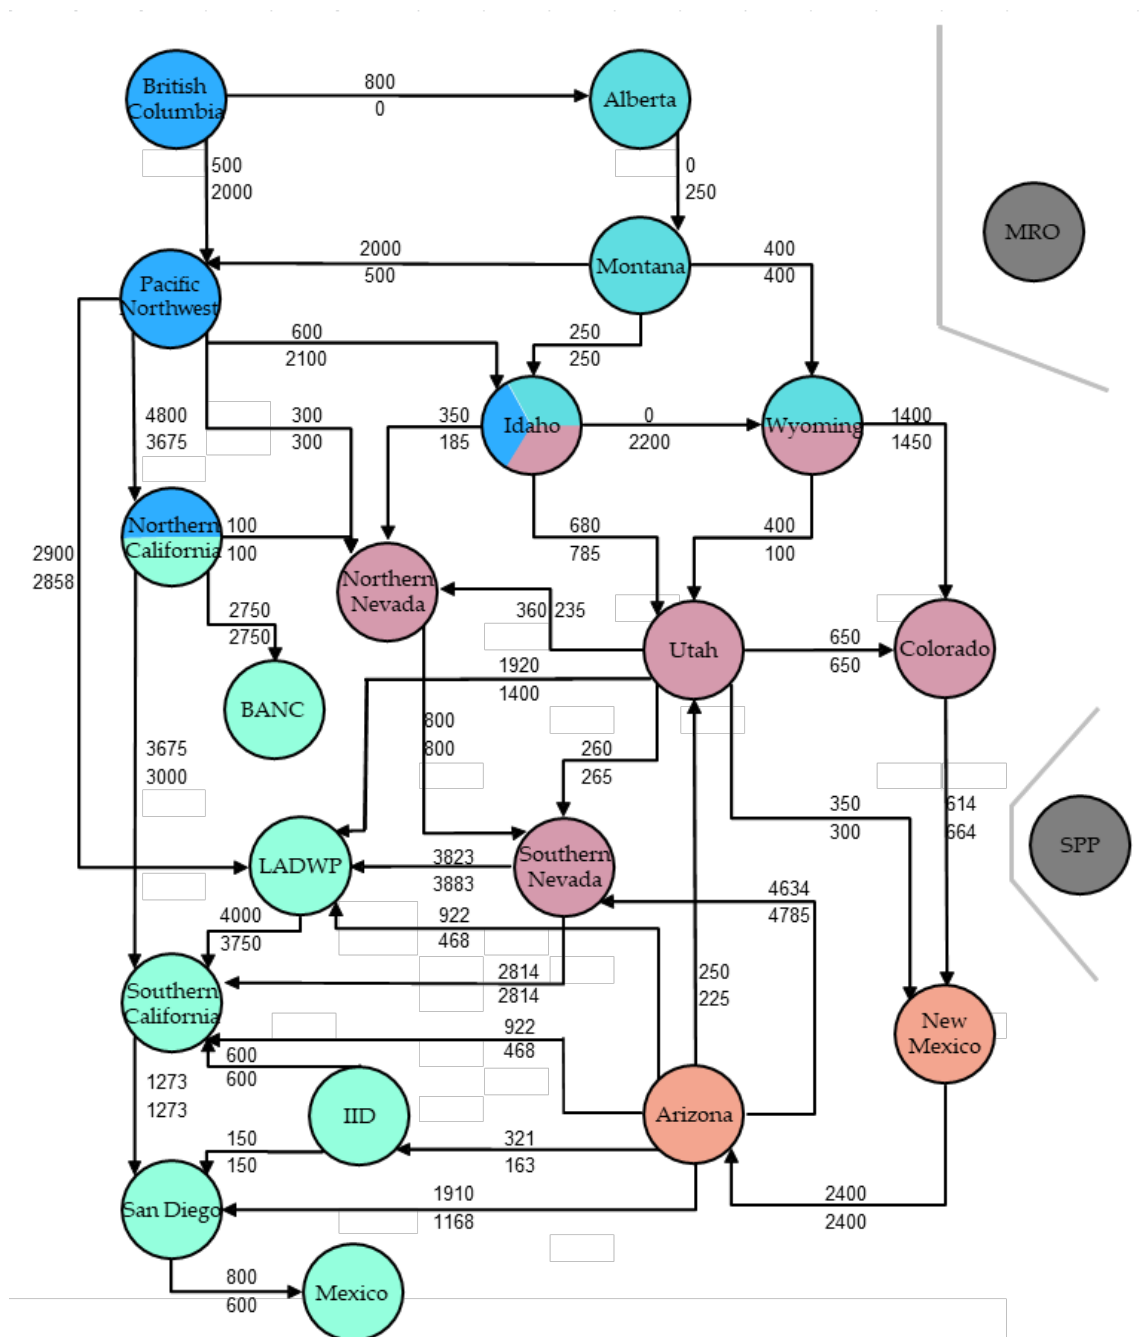 British
Columbia
800
0
Alberta
500
2000
0
250
MRO
2000
500
Montana
400
400
Pacific
Northwest
600
2100
250
250
4800
3675
300
300
350
185
Idaho
0
2200
Wyoming
1400
1450
Northern
California
100
100
680
785
400
100
2900
2858
Northern
Nevada
2750
2750
360 235
Utah
650
650
Colorado
1920
1400
BANC
800
800
3675
3000
260
265
350
300
614
664
SPP
LADWP
3823
3883
Southern
Nevada
4634
4785
4000
3750
922
468
2814
2814
250
225
Southern
California
922
468
New
Mexico
600
600
1273
1273
IID
Arizona
150
150
321
163
San Diego
1910
1168
2400
2400
800
600
Mexico